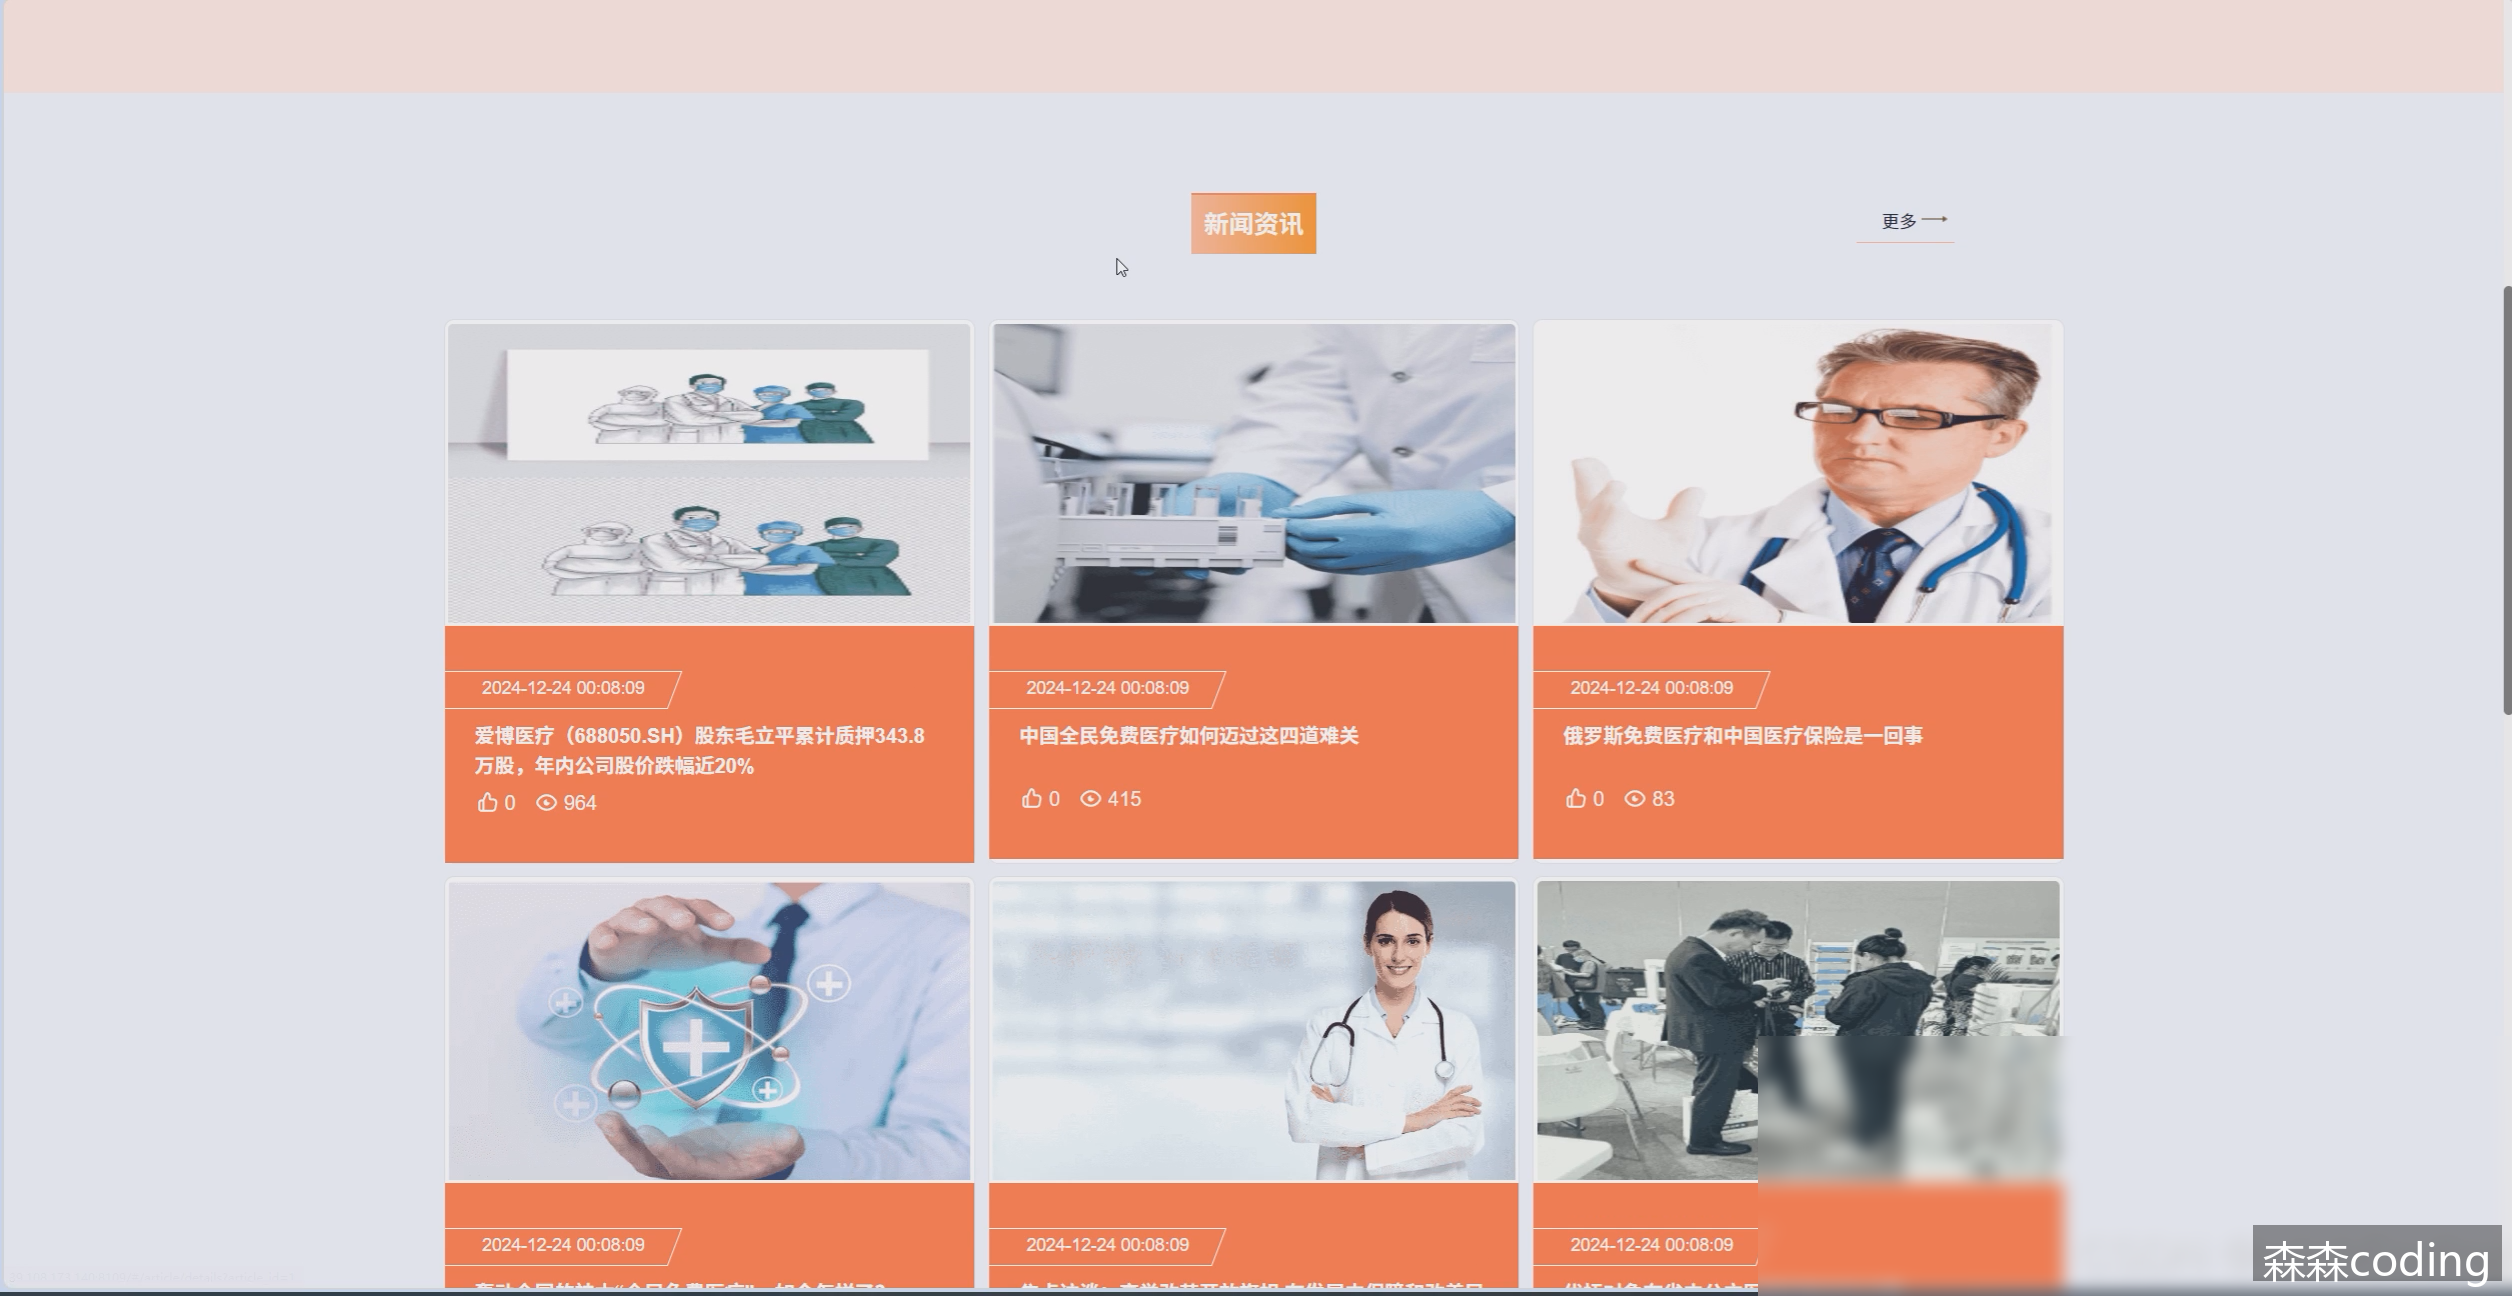 新闻资讯
更多
2024-12-24 00:08:09
爱博医疗（688050.SH）股东毛立平累计质押343.8
万股，年内公司股价跌幅近20%
0 964
2024-12-24 00:08:09
中国全民免费医疗如何迈过这四道难关
0 415
2024-12-24 00:08:09
俄罗斯免费医疗和中国医疗保险是一回事
0 83
2024-12-24 00:08:09
2024-12-24 00:08:09
2024-12-24 00:08:09
森森coding